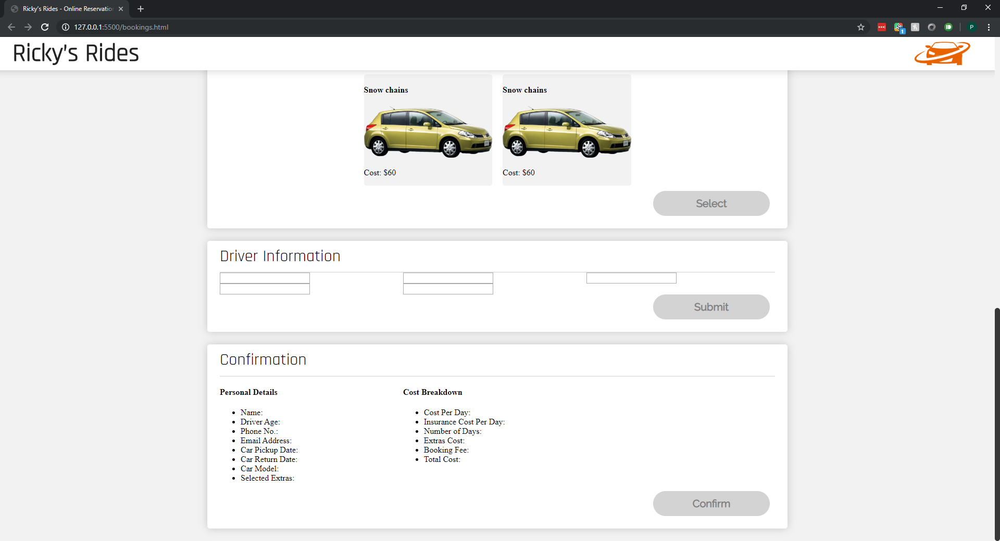 Ricky's Rides - Online Reservation
127.0.0.1:5500/bookings.html
1
P
Ricky's Rides
Snow chains
Snow chains
Cost: $60
Cost: $60
Select
Driver Information
Submit
Confirmation
Personal Details
Name:
Driver Age:
Phone No.:
Email Address:
Car Pickup Date:
Car Return Date:
Car Model:
Selected Extras:
Cost Breakdown
Cost Per Day:
Insurance Cost Per Day:
Number of Days:
Extras Cost:
Booking Fee:
Total Cost:
Confirm